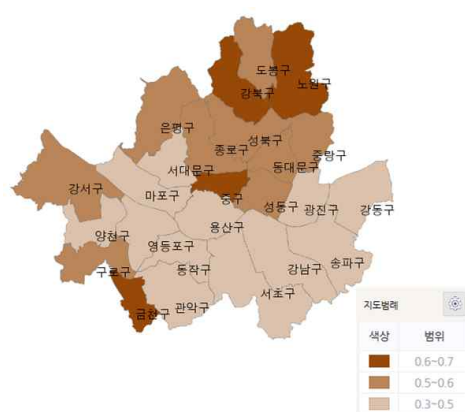 도봉구
노원구
강북구
은평구
성북구
종로구
중랑구
서대문구
동대문구
강서구
마포구
중구
성동구
광진구
강동구
용산구
양천구
영등포구
송파구
구로구
동작구
강남구
서초구
관악구
금천구
지도범례
색상 범위
0.6~0.7
0.5~0.6
0.3~0.5